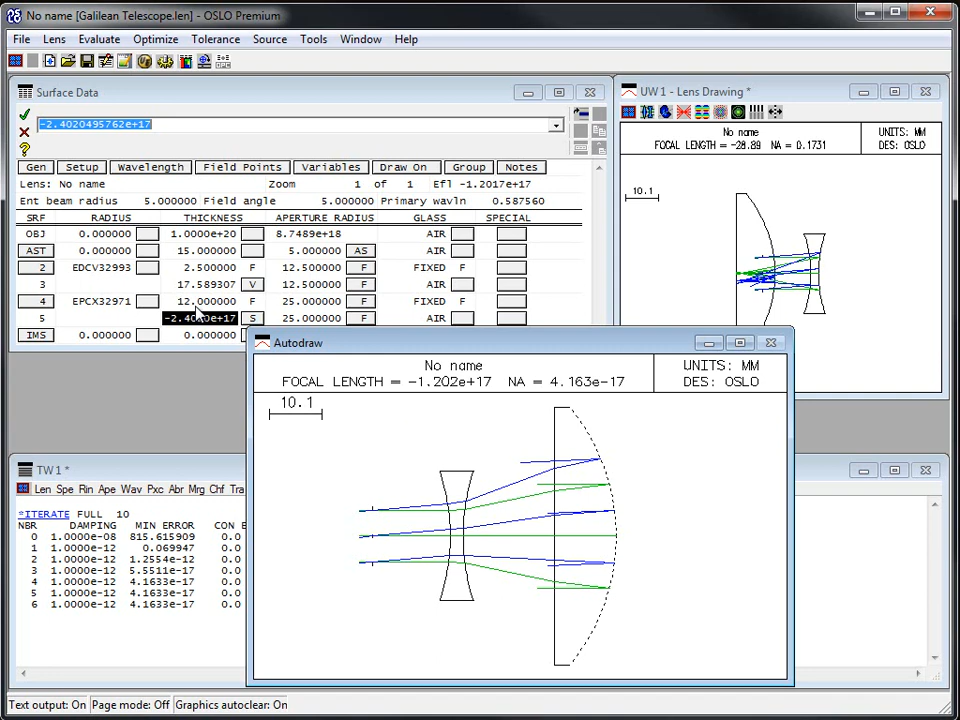 No name [Galilean Telescope.len] - OSLO Premium
File Lens Evaluate Optimize Tolerance Source Tools Window Help
Surface Data
-2.4020495762e+17
Gen Setup Wavelength Field Points Variables Draw On Group Notes
Lens: No name Zoom 1 of 1 Efl -1.2017e+17
Ent beam radius 5.000000 Field angle 5.000000 Primary wavln 0.587560
SRF RADIUS THICKNESS APERTURE RADIUS GLASS SPECIAL
OBJ 0.000000 1.0000e+20 8.7489e+18 AIR
AST 0.000000 15.000000 5.000000 AS AIR
2 EDCV32993 2.500000 F 12.500000 F FIXED F
3 17.589307 V 12.500000 F AIR
4 EPCX32971 12.000000 F 25.000000 F FIXED F
5 S 25.000000 F AIR
IMS 0.000000 0.000000
UW 1 - Lens Drawing *
No name
FOCAL LENGTH = -28.89 NA = 0.1731
UNITS: MM
DES: OSLO
10.1
Autodraw
No name
FOCAL LENGTH = -1.202e+17 NA = 4.163e-17
UNITS: MM
DES: OSLO
10.1
TW 1 *
Len Spe Rin Ape Wav Pxc Abr Mrg Chf Tra
*ITERATE FULL 10
NBR DAMPING MIN ERROR CON
0 1.0000e-08 815.615909 0.0
1 1.0000e-12 0.069947 0.0
2 1.0000e-12 1.2554e-12 0.0
3 1.0000e-12 5.5511e-17 0.0
4 1.0000e-12 4.1633e-17 0.0
5 1.0000e-12 4.1633e-17 0.0
6 1.0000e-12 4.1633e-17 0.0
Text output: On Page mode: Off Graphics autoclear: On